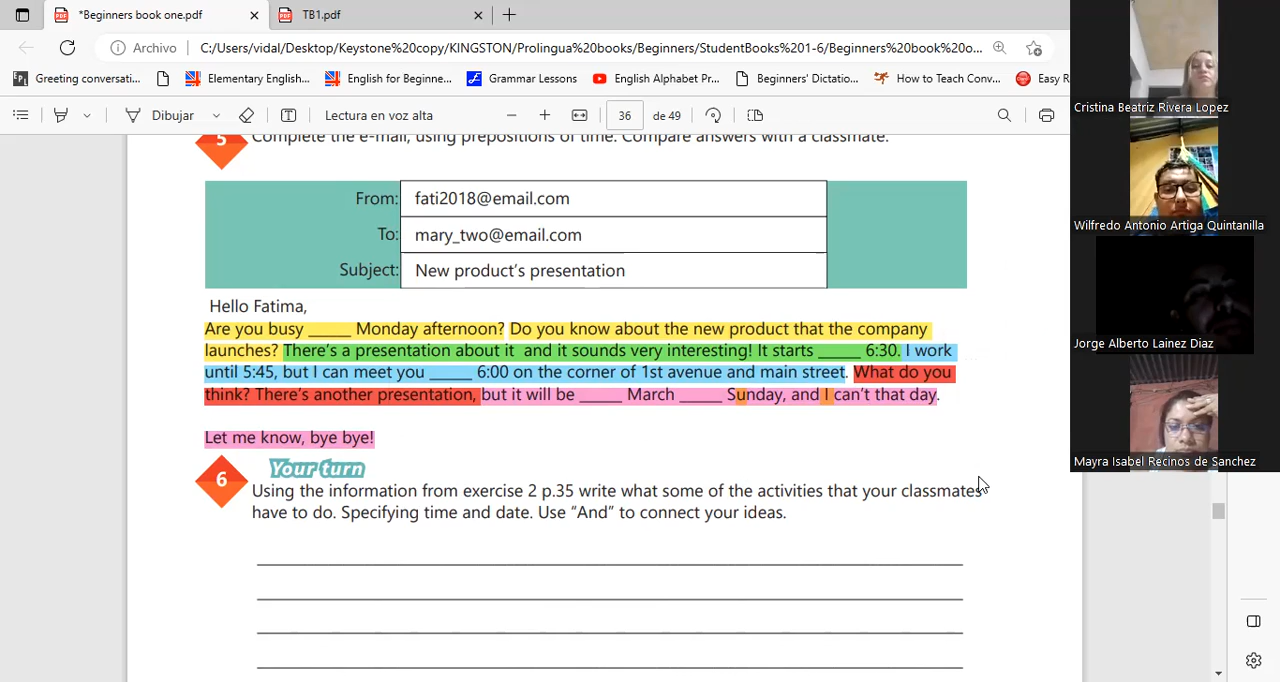 *Beginners book one.pdf
TB1.pdf
Archivo
C:/Users/vidal/Desktop/Keystone%20copy/KINGSTON/Prolingua%20books/Beginners/StudentBooks%201-6/Beginners%20book%20o...
Greeting conversati...
Elementary English...
English for Beginne...
Grammar Lessons
English Alphabet Pr...
Beginners' Dictatio...
How to Teach Conv...
Easy R
Dibujar
Lectura en voz alta
36
de 49
5 Complete the e-mail, using prepositions of time. Compare answers with a classmate.
From: fati2018@email.com
To: mary_two@email.com
Subject: New product's presentation
Hello Fatima,
Are you busy _____ Monday afternoon? Do you know about the new product that the company
launches? There's a presentation about it and it sounds very interesting! It starts _____ 6:30. I work
until 5:45, but I can meet you _____ 6:00 on the corner of 1st avenue and main street. What do you
think? There's another presentation, but it will be _____ March _____ Sunday, and I can't that day.
Let me know, bye bye!
6 Your turn
Using the information from exercise 2 p.35 write what some of the activities that your classmates
have to do. Specifying time and date. Use “And” to connect your ideas.
Cristina Beatriz Rivera Lopez
Wilfredo Antonio Artiga Quintanilla
Jorge Alberto Lainez Diaz
Mayra Isabel Recinos de Sanchez